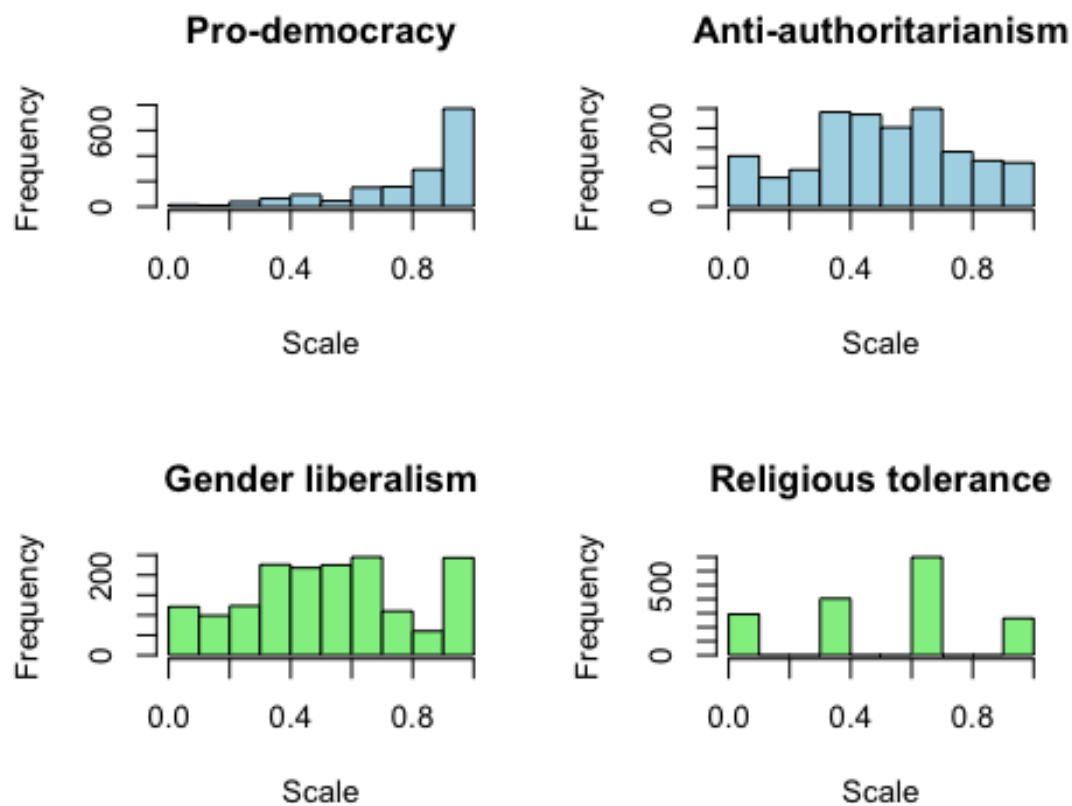 Pro-democracy
Frequency
600
0
0.0 0.4 0.8
Scale
Anti-authoritarianism
Frequency
200
0
0.0 0.4 0.8
Scale
Gender liberalism
Frequency
200
0
0.0 0.4 0.8
Scale
Religious tolerance
Frequency
500
0
0.0 0.4 0.8
Scale